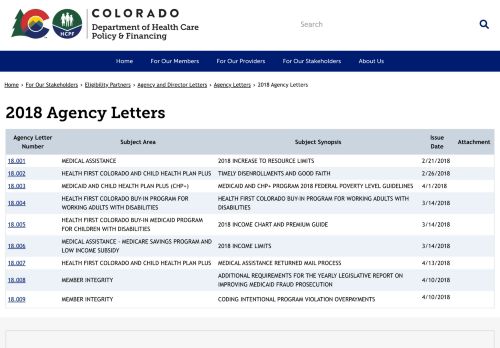 COLORADO
Department of Health Care
Policy & Financing
HCPF
Search
Home For Our Members For Our Providers For Our Stakeholders About Us
Home › For Our Stakeholders › Eligibility Partners › Agency and Director Letters › Agency Letters › 2018 Agency Letters
2018 Agency Letters
Agency Letter Number Subject Area Subject Synopsis Issue Date Attachment
18.001 MEDICAL ASSISTANCE 2018 INCREASE TO RESOURCE LIMITS 2/21/2018
18.002 HEALTH FIRST COLORADO AND CHILD HEALTH PLAN PLUS TIMELY DISENROLLMENTS AND GOOD FAITH 2/26/2018
18.003 MEDICAID AND CHILD HEALTH PLAN PLUS (CHP+) MEDICAID AND CHP+ PROGRAM 2018 FEDERAL POVERTY LEVEL GUIDELINES 4/1/2018
18.004 HEALTH FIRST COLORADO BUY-IN PROGRAM FOR WORKING ADULTS WITH DISABILITIES HEALTH FIRST COLORADO BUY-IN PROGRAM FOR WORKING ADULTS WITH DISABILITIES 3/14/2018
18.005 HEALTH FIRST COLORADO BUY-IN MEDICAID PROGRAM FOR CHILDREN WITH DISABILITIES 2018 INCOME CHART AND PREMIUM GUIDE 3/14/2018
18.006 MEDICAL ASSISTANCE - MEDICARE SAVINGS PROGRAM AND LOW INCOME SUBSIDY 2018 INCOME LIMITS 3/14/2018
18.007 HEALTH FIRST COLORADO AND CHILD HEALTH PLAN PLUS MEDICAL ASSISTANCE RETURNED MAIL PROCESS 4/13/2018
18.008 MEMBER INTEGRITY ADDITIONAL REQUIREMENTS FOR THE YEARLY LEGISLATIVE REPORT ON IMPROVING MEDICAID FRAUD PROSECUTION 4/10/2018
18.009 MEMBER INTEGRITY CODING INTENTIONAL PROGRAM VIOLATION OVERPAYMENTS 4/10/2018